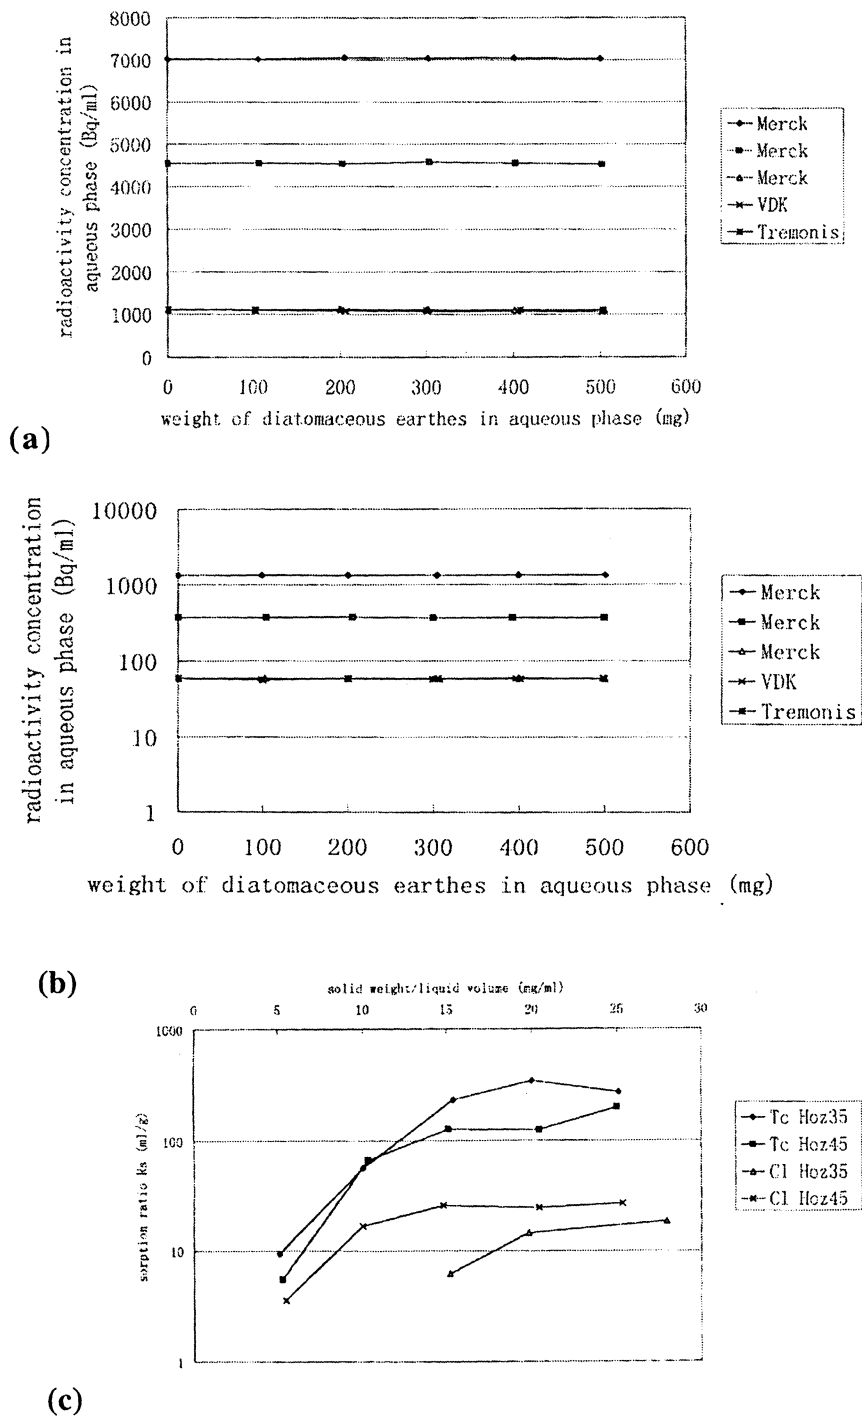 radioactivity concentration in
aqueous phase (Bq/ml)
8000
7000
6000
5000
4000
3000
2000
1000
0
0 100 200 300 400 500 600
weight of diatomaceous earthes in aqueous phase (mg)
Merck
Merck
Merck
VDK
Tremonis
(a)
radioactivity concentration
in aqueous phase (Bq/ml)
10000
1000
100
10
1
0 100 200 300 400 500 600
weight of diatomaceous earthes in aqueous phase (mg)
Merck
Merck
Merck
VDK
Tremonis
(b)
solid weight/liquid volume (mg/ml)
0 5 10 15 20 25 30
sorption ratio ks (ml/g)
1000
100
10
1
Tc Hoz35
Tc Hoz45
Cl Hoz35
Cl Hoz45
(c)